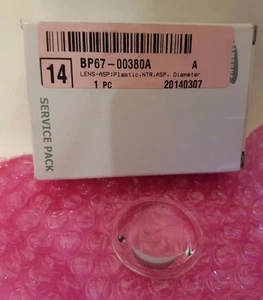 14
BP67-00380A A
LENS-ASP;Plastic,NTR,ASP, Diameter
1 PC 20140307
SERVICE PACK